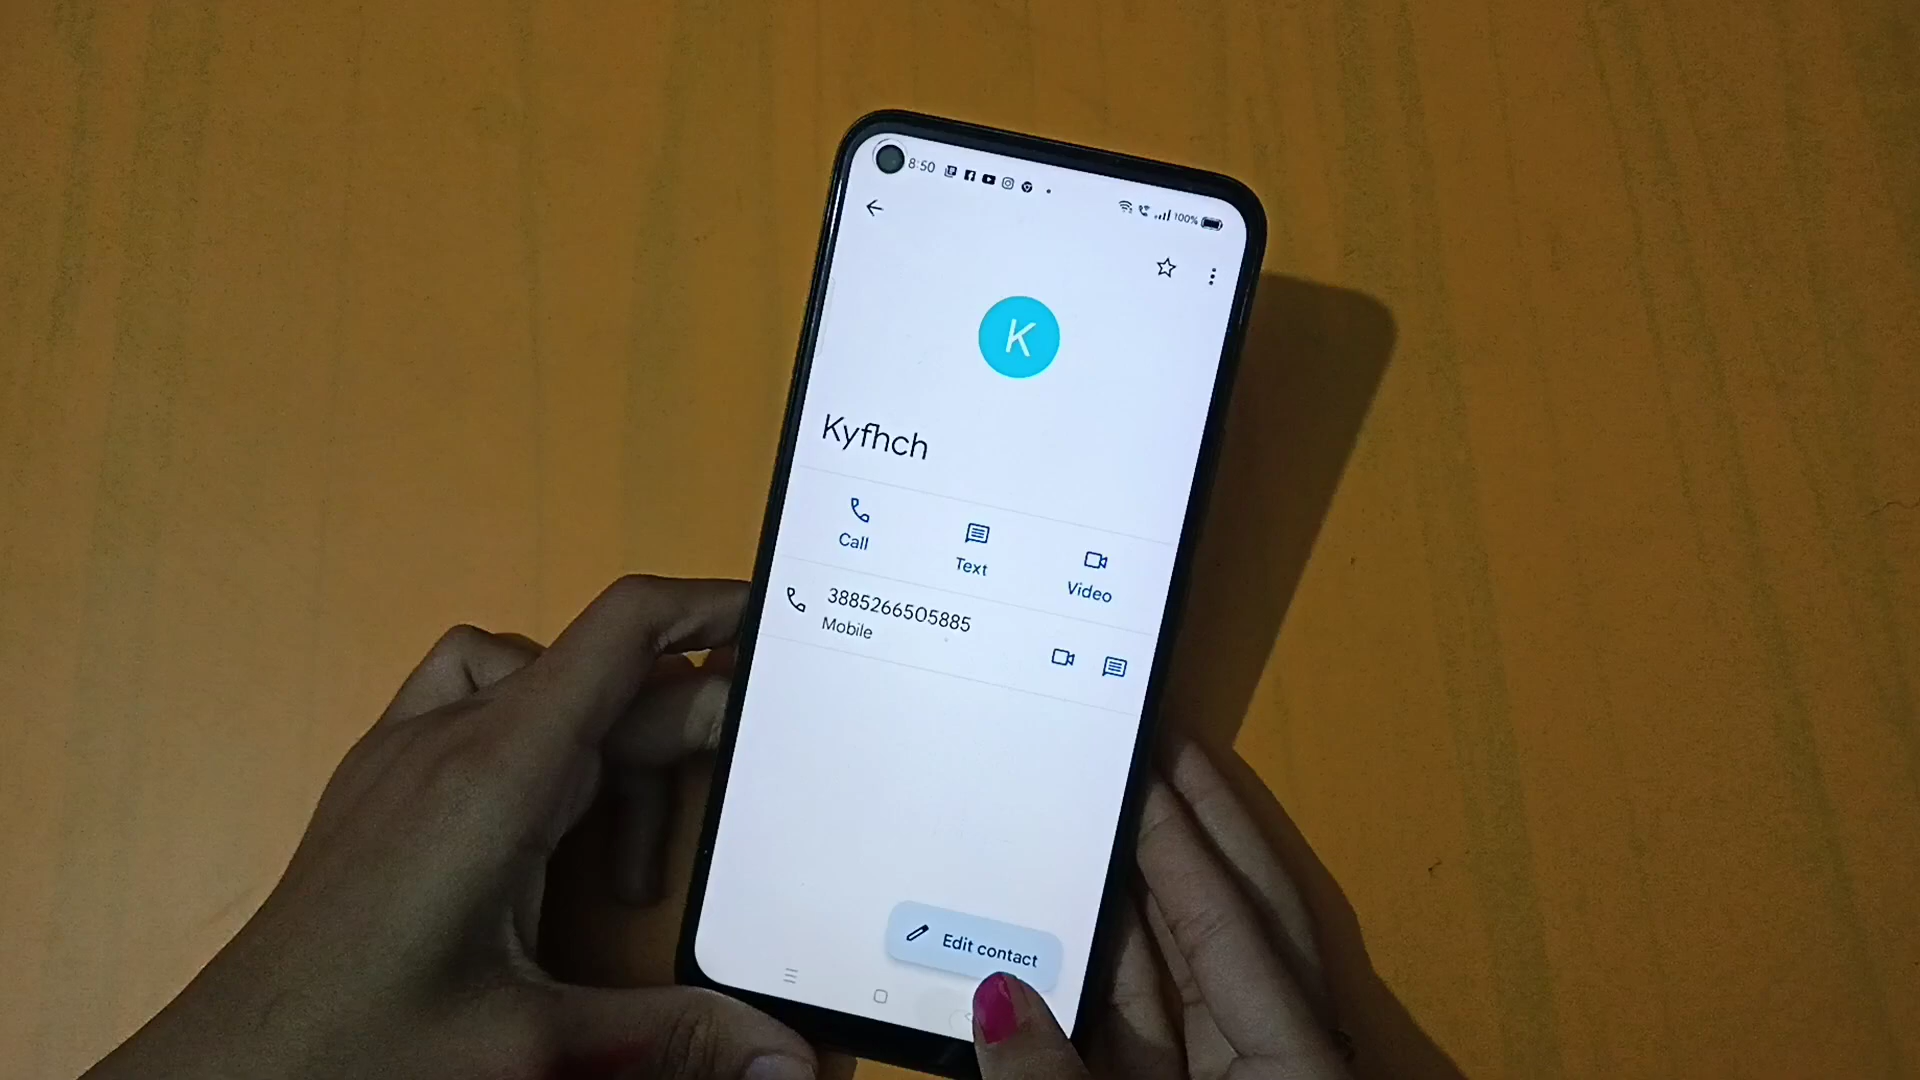 8:50
100%
K
Kyfhch
Call
Text
Video
3885266505885
Mobile
Edit contact